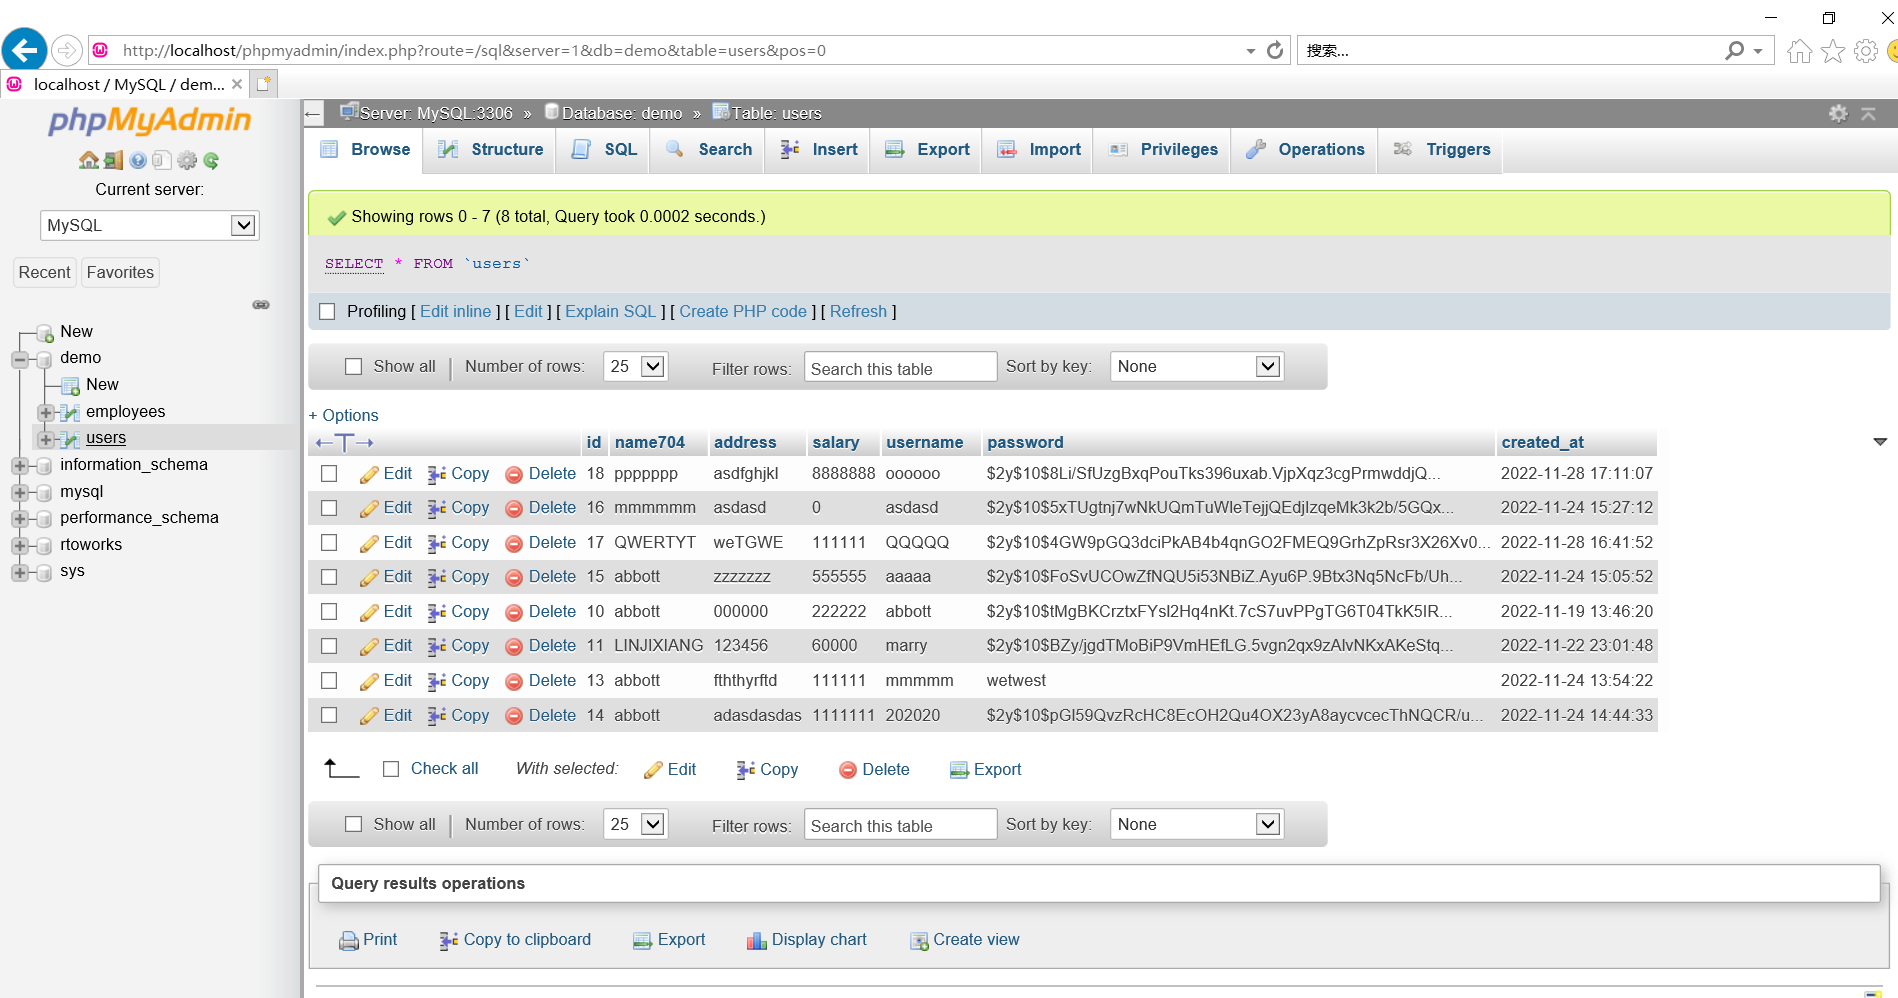 http://localhost/phpmyadmin/index.php?route=/sql&server=1&db=demo&table=users&pos=0
搜索...
localhost / MySQL / dem...
phpMyAdmin
Current server:
MySQL
Recent Favorites
New
demo
New
employees
users
information_schema
mysql
performance_schema
rtoworks
sys
Server: MySQL:3306 » Database: demo » Table: users
Browse Structure SQL Search Insert Export Import Privileges Operations Triggers
Showing rows 0 - 7 (8 total, Query took 0.0002 seconds.)
SELECT * FROM `users`
Profiling [ Edit inline ] [ Edit ] [ Explain SQL ] [ Create PHP code ] [ Refresh ]
Show all | Number of rows: 25 Filter rows: Search this table Sort by key: None
+ Options
←T→ id name704 address salary username password created_at
Edit Copy Delete 18 ppppppp asdfghjkl 8888888 oooooo $2y$10$8Li/SfUzgBxqPouTks396uxab.VjpXqz3cgPrmwddjQ... 2022-11-28 17:11:07
Edit Copy Delete 16 mmmmmm asdasd 0 asdasd $2y$10$5xTUgtnj7wNkUQmTuWleTejjQEdjIzqeMk3k2b/5GQx... 2022-11-24 15:27:12
Edit Copy Delete 17 QWERTYT weTGWE 111111 QQQQQ $2y$10$4GW9pGQ3dciPkAB4b4qnGO2FMEQ9GrhZpRsr3X26Xv0... 2022-11-28 16:41:52
Edit Copy Delete 15 abbott zzzzzzz 555555 aaaaa $2y$10$FoSvUCOwZfNQU5i53NBiZ.Ayu6P.9Btx3Nq5NcFb/Uh... 2022-11-24 15:05:52
Edit Copy Delete 10 abbott 000000 222222 abbott $2y$10$tMgBKCrztxFYsI2Hq4nKt.7cS7uvPPgTG6T04TkK5IR... 2022-11-19 13:46:20
Edit Copy Delete 11 LINJIXIANG 123456 60000 marry $2y$10$BZy/jgdTMoBiP9VmHEfLG.5vgn2qx9zAlvNKxAKeStq... 2022-11-22 23:01:48
Edit Copy Delete 13 abbott fththyrftd 111111 mmmmm wetwest 2022-11-24 13:54:22
Edit Copy Delete 14 abbott adasdasdas 1111111 202020 $2y$10$pGl59QvzRcHC8EcOH2Qu4OX23yA8aycvcecThNQCR/u... 2022-11-24 14:44:33
Check all With selected: Edit Copy Delete Export
Show all | Number of rows: 25 Filter rows: Search this table Sort by key: None
Query results operations
Print Copy to clipboard Export Display chart Create view